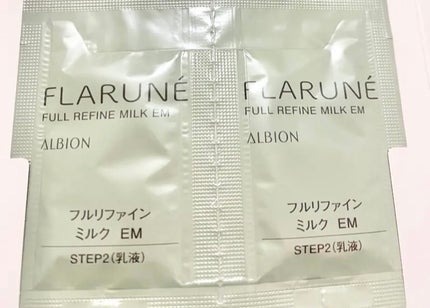 FLARUNÉ
FULL REFINE MILK EM
ALBION
フルリファイン
ミルク EM
STEP2(乳液)
FLARUNÉ
FULL REFINE MILK EM
ALBION
フルリファイン
ミルク EM
STEP2(乳液)